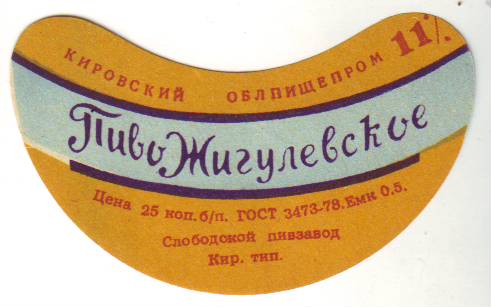 КИРОВСКИЙ ОБЛПИЩЕПРОМ 11%
Пиво Жигулевское
Цена 25 коп. б/п. ГОСТ 3473-78. Емк 0,5.
Слободской пивзавод
Кир. тип.